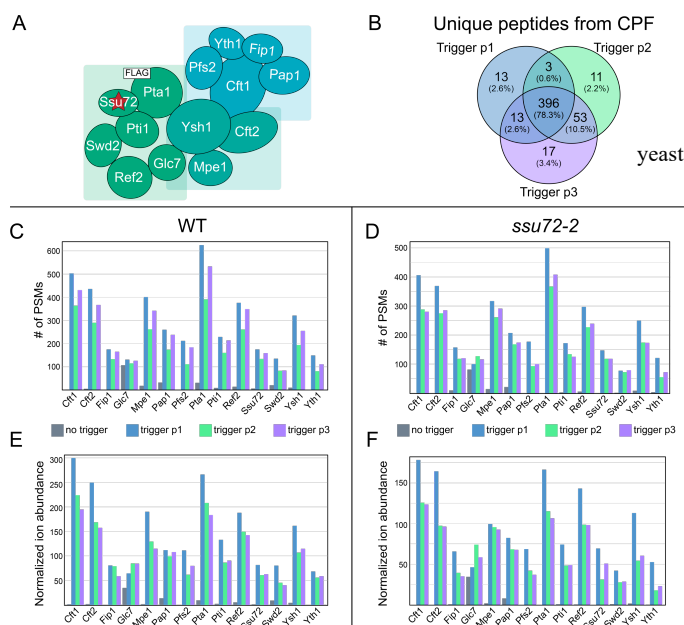 A
FLAG
Pta1
Ssu72
Pti1
Swd2
Ref2
Glc7
Ysh1
Mpe1
Cft2
Cft1
Pfs2
Yth1
Fip1
Pap1
B
Unique peptides from CPF
Trigger p1
Trigger p2
13
(2.6%)
3
(0.6%)
11
(2.2%)
396
(78.3%)
13
(2.6%)
53
(10.5%)
17
(3.4%)
Trigger p3
yeast
WT
ssu72-2
C
# of PSMs
600
500
400
300
200
100
Cft1 Cft2 Fip1 Glc7 Mpe1 Pap1 Pfs2 Pta1 Pti1 Ref2 Ssu72 Swd2 Ysh1 Yth1
no trigger trigger p1 trigger p2 trigger p3
D
# of PSMs
500
400
300
200
100
Cft1 Cft2 Fip1 Glc7 Mpe1 Pap1 Pfs2 Pta1 Pti1 Ref2 Ssu72 Swd2 Ysh1 Yth1
no trigger trigger p1 trigger p2 trigger p3
E
Normalized ion abundance
300
250
200
150
100
50
Cft1 Cft2 Fip1 Glc7 Mpe1 Pap1 Pfs2 Pta1 Pti1 Ref2 Ssu72 Swd2 Ysh1 Yth1
F
Normalized ion abundance
150
100
50
Cft1 Cft2 Fip1 Glc7 Mpe1 Pap1 Pfs2 Pta1 Pti1 Ref2 Ssu72 Swd2 Ysh1 Yth1